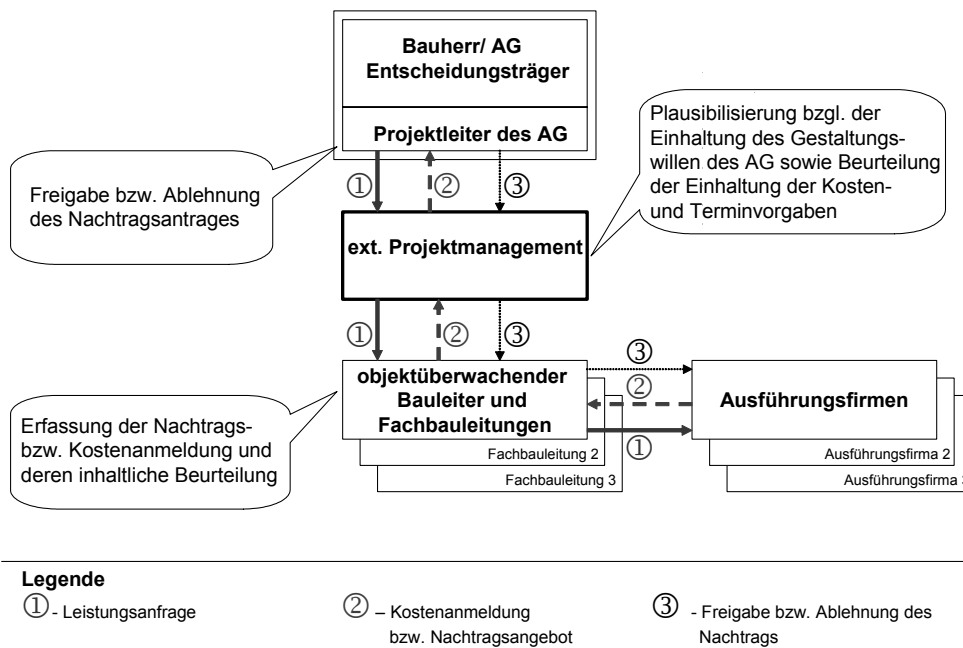 Bauherr/ AG
Entscheidungsträger
Projektleiter des AG
Freigabe bzw. Ablehnung
des Nachtragsantrages
Plausibilisierung bzgl. der
Einhaltung des Gestaltungs-
willen des AG sowie Beurteilung
der Einhaltung der Kosten-
und Terminvorgaben
① ② ③
ext. Projektmanagement
① ② ③
objektüberwachender
Bauleiter und
Fachbauleitungen
Fachbauleitung 2
Fachbauleitung 3
③
②
①
Ausführungsfirmen
Ausführungsfirma 2
Ausführungsfirma 3
Erfassung der Nachtrags-
bzw. Kostenanmeldung und
deren inhaltliche Beurteilung
Legende
① - Leistungsanfrage
② – Kostenanmeldung
bzw. Nachtragsangebot
③ - Freigabe bzw. Ablehnung des
Nachtrags